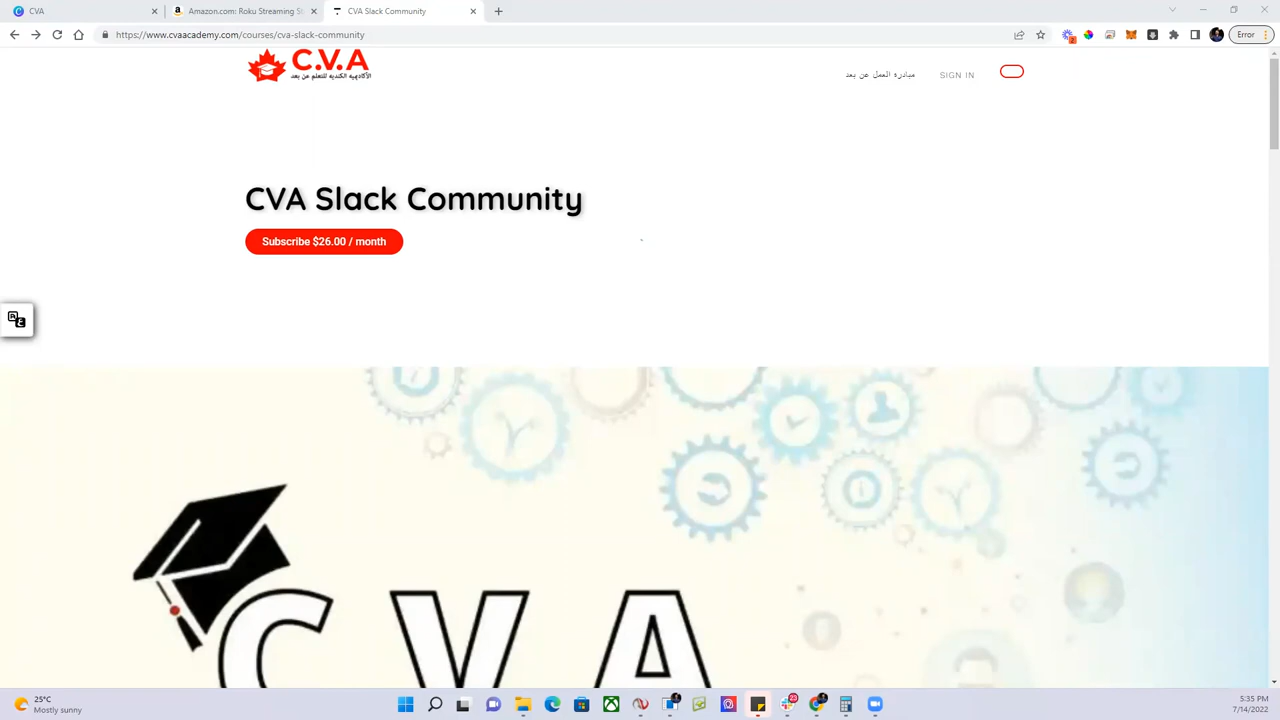 CVA
Amazon.com: Roku Streaming St
CVA Slack Community
https://www.cvaacademy.com/courses/cva-slack-community
2
Error
C.V.A
الأكاديمية الكندية للتعلم عن بعد
مبادرة العمل عن بعد
SIGN IN
CVA Slack Community
Subscribe $26.00 / month
C V A
25°C
Mostly sunny
23
5:35 PM
7/14/2022